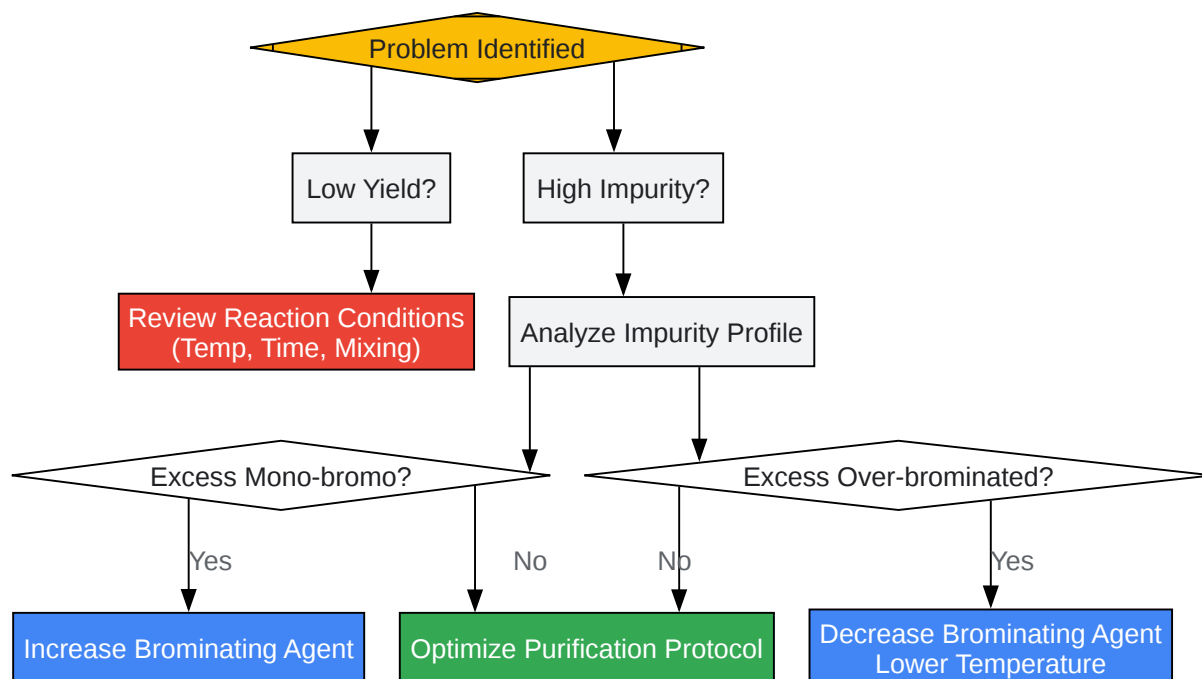 Problem Identified
Low Yield?
High Impurity?
Review Reaction Conditions
(Temp, Time, Mixing)
Analyze Impurity Profile
Excess Mono-bromo?
Excess Over-brominated?
Yes
No
No
Yes
Increase Brominating Agent
Optimize Purification Protocol
Decrease Brominating Agent
Lower Temperature